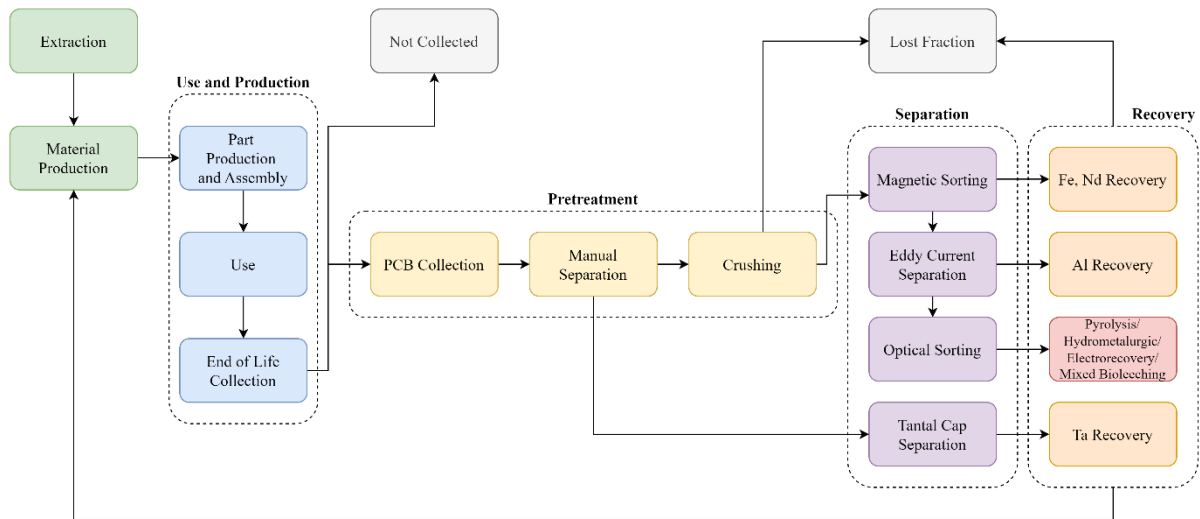 Extraction
Not Collected
Lost Fraction
Use and Production
Separation
Recovery
Material
Production
Part
Production
and Assembly
Magnetic Sorting
Fe, Nd Recovery
Pretreatment
Use
PCB Collection
Manual
Separation
Crushing
Eddy Current
Separation
Al Recovery
End of Life
Collection
Optical Sorting
Pyrolysis/
Hydrometalurgic/
Electrorecovery/
Mixed Bioleeching
Tantal Cap
Separation
Ta Recovery